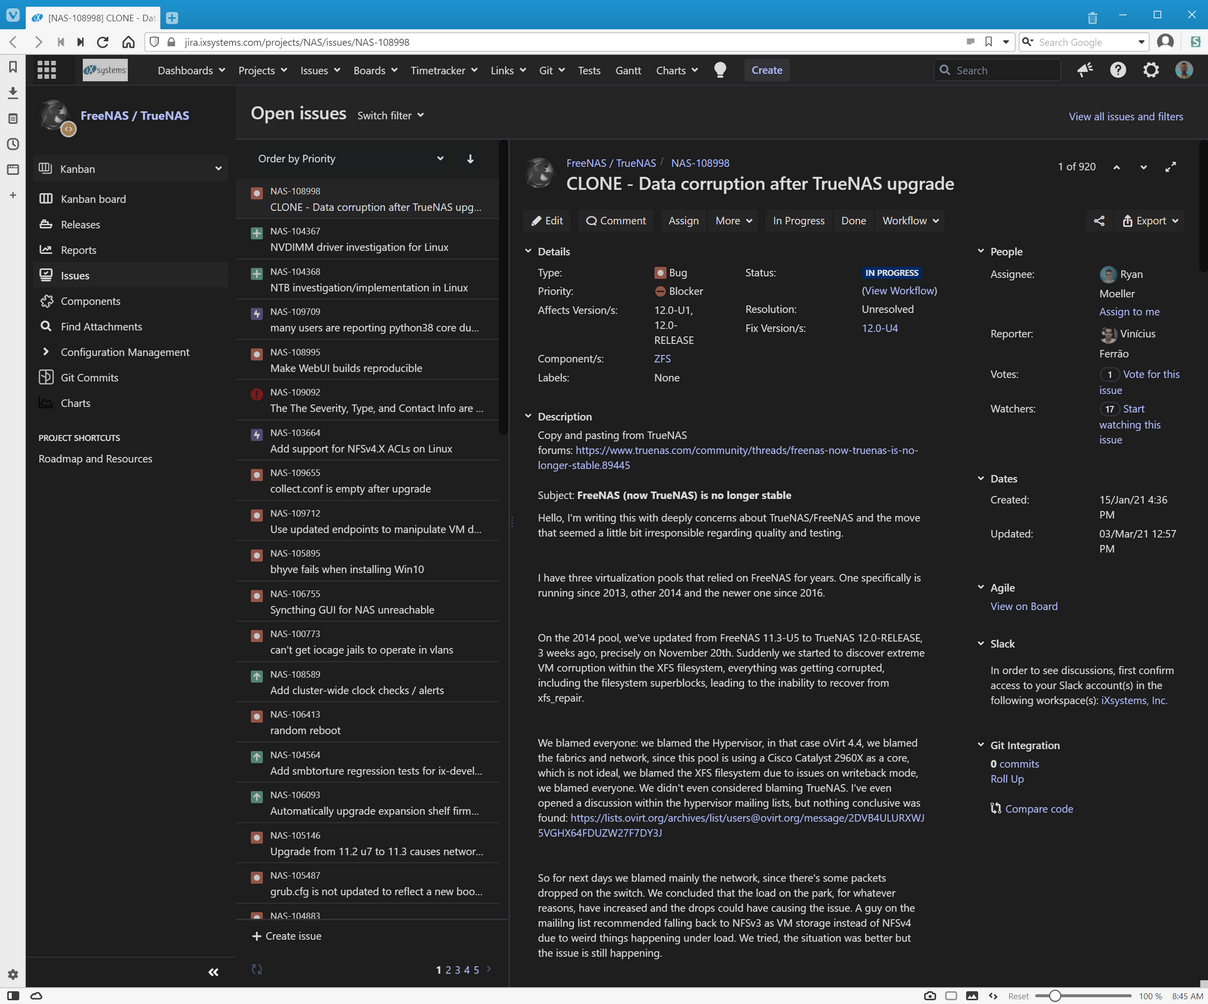 [NAS-108998] CLONE - Dat
jira.ixsystems.com/projects/NAS/issues/NAS-108998
Search Google
iXsystems
Dashboards Projects Issues Boards Timetracker Links Git Tests Gantt Charts Create
Search
FreeNAS / TrueNAS
Kanban
Kanban board
Releases
Reports
Issues
Components
Find Attachments
Configuration Management
Git Commits
Charts
PROJECT SHORTCUTS
Roadmap and Resources
Open issues Switch filter
View all issues and filters
Order by Priority
NAS-108998
CLONE - Data corruption after TrueNAS upg...
NAS-104367
NVDIMM driver investigation for Linux
NAS-104368
NTB investigation/implementation in Linux
NAS-109709
many users are reporting python38 core du...
NAS-108995
Make WebUI builds reproducible
NAS-109092
The The Severity, Type, and Contact Info are ...
NAS-103664
Add support for NFSv4.X ACLs on Linux
NAS-109655
collect.conf is empty after upgrade
NAS-109712
Use updated endpoints to manipulate VM d...
NAS-105895
bhyve fails when installing Win10
NAS-106755
Syncthing GUI for NAS unreachable
NAS-100773
can't get iocage jails to operate in vlans
NAS-108589
Add cluster-wide clock checks / alerts
NAS-106413
random reboot
NAS-104564
Add smbtorture regression tests for ix-devel...
NAS-106093
Automatically upgrade expansion shelf firm...
NAS-105146
Upgrade from 11.2 u7 to 11.3 causes networ...
NAS-105487
grub.cfg is not updated to reflect a new boo...
NAS-104883
+ Create issue
1 2 3 4 5
FreeNAS / TrueNAS / NAS-108998
CLONE - Data corruption after TrueNAS upgrade
1 of 920
Edit Comment Assign More In Progress Done Workflow
Export
Details
Type: Bug
Priority: Blocker
Affects Version/s: 12.0-U1,
12.0-
RELEASE
Component/s: ZFS
Labels: None
Status: IN PROGRESS
(View Workflow)
Resolution: Unresolved
Fix Version/s: 12.0-U4
Description
Copy and pasting from TrueNAS
forums: https://www.truenas.com/community/threads/freenas-now-truenas-is-no-
longer-stable.89445
Subject: FreeNAS (now TrueNAS) is no longer stable
Hello, I'm writing this with deeply concerns about TrueNAS/FreeNAS and the move
that seemed a little bit irresponsible regarding quality and testing.
I have three virtualization pools that relied on FreeNAS for years. One specifically is
running since 2013, other 2014 and the newer one since 2016.
On the 2014 pool, we've updated from FreeNAS 11.3-U5 to TrueNAS 12.0-RELEASE,
3 weeks ago, precisely on November 20th. Suddenly we started to discover extreme
VM corruption within the XFS filesystem, everything was getting corrupted,
including the filesystem superblocks, leading to the inability to recover from
xfs_repair.
We blamed everyone: we blamed the Hypervisor, in that case oVirt 4.4, we blamed
the fabrics and network, since this pool is using a Cisco Catalyst 2960X as a core,
which is not ideal, we blamed the XFS filesystem due to issues on writeback mode,
we blamed everyone. We didn't even considered blaming TrueNAS. I've even
opened a discussion within the hypervisor mailing lists, but nothing conclusive was
found: https://lists.ovirt.org/archives/list/users@ovirt.org/message/2DVB4ULURXWJ
5VGHX64FDUZW27F7DY3J
So for next days we blamed mainly the network, since there's some packets
dropped on the switch. We concluded that the load on the park, for whatever
reasons, have increased and the drops could have causing the issue. A guy on the
maililng list recommended falling back to NFSv3 as VM storage instead of NFSv4
due to weird things happening under load. We tried, the situation was better but
the issue is still happening.
People
Assignee: Ryan
Moeller
Assign to me
Reporter: Vinícius
Ferrão
Votes: 1 Vote for this
issue
Watchers: 17 Start
watching this
issue
Dates
Created: 15/Jan/21 4:36
PM
Updated: 03/Mar/21 12:57
PM
Agile
View on Board
Slack
In order to see discussions, first confirm
access to your Slack account(s) in the
following workspace(s): iXsystems, Inc.
Git Integration
0 commits
Roll Up
Compare code
Reset 100 % 8:45 AM